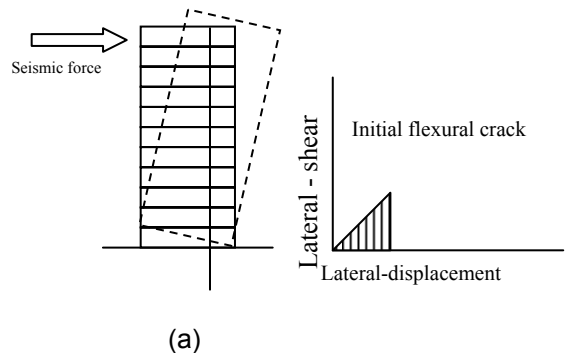 Seismic force
Initial flexural crack
Lateral - shear
Lateral-displacement
(a)